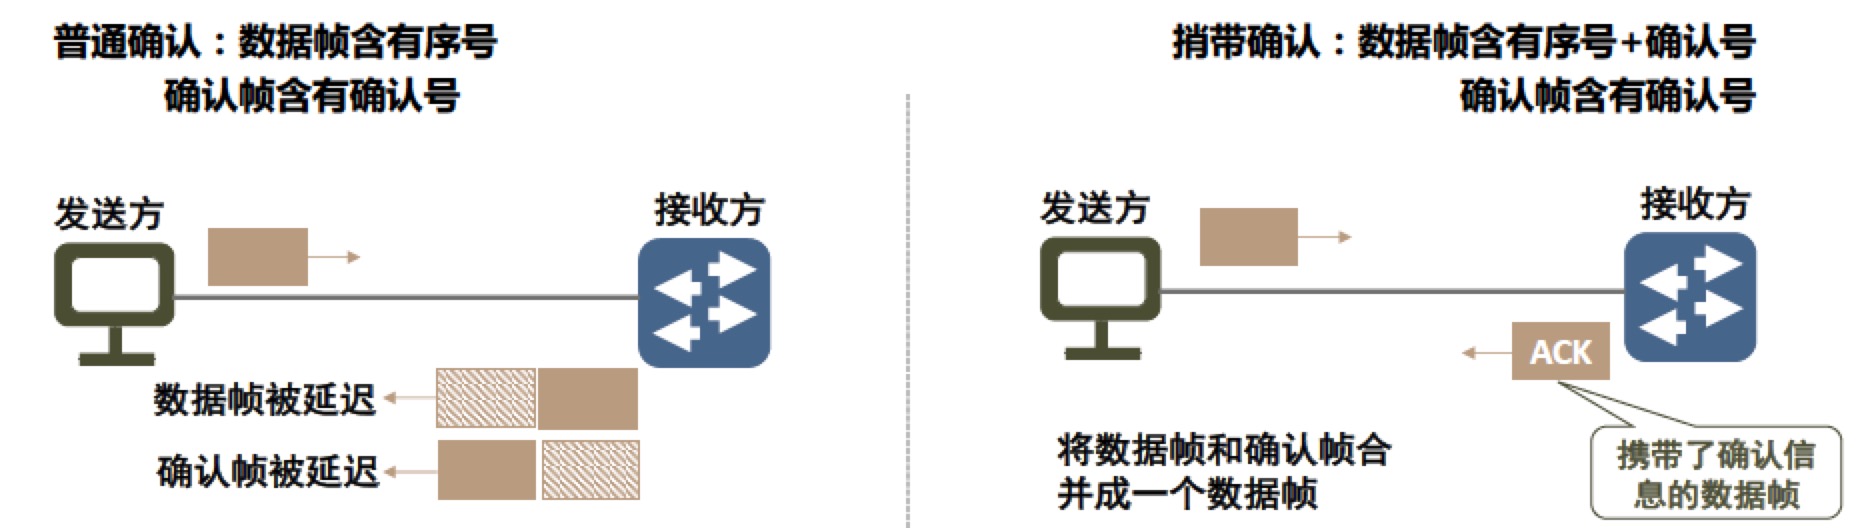 普通确认：数据帧含有序号
确认帧含有确认号
发送方
接收方
数据帧被延迟
确认帧被延迟
捎带确认：数据帧含有序号+确认号
确认帧含有确认号
发送方
接收方
ACK
将数据帧和确认帧合
并成一个数据帧
携带了确认信
息的数据帧